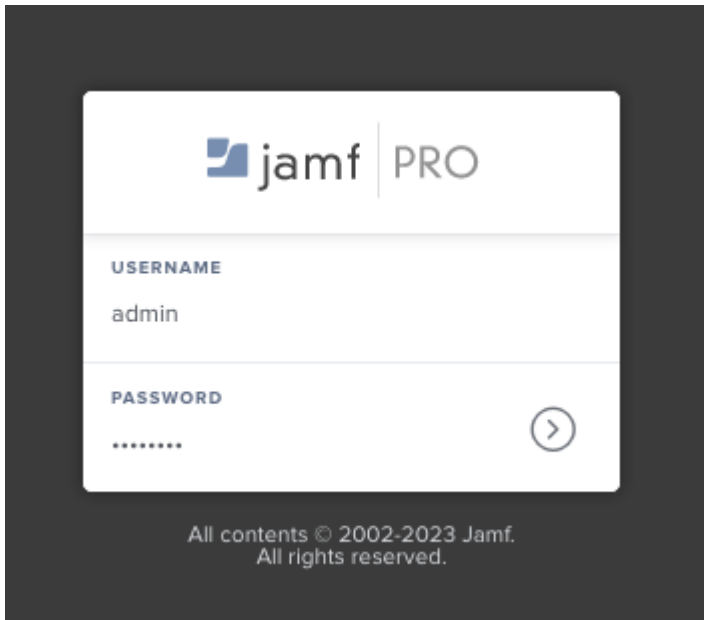 jamf PRO
USERNAME
admin
PASSWORD
••••••••
All contents © 2002-2023 Jamf.
All rights reserved.